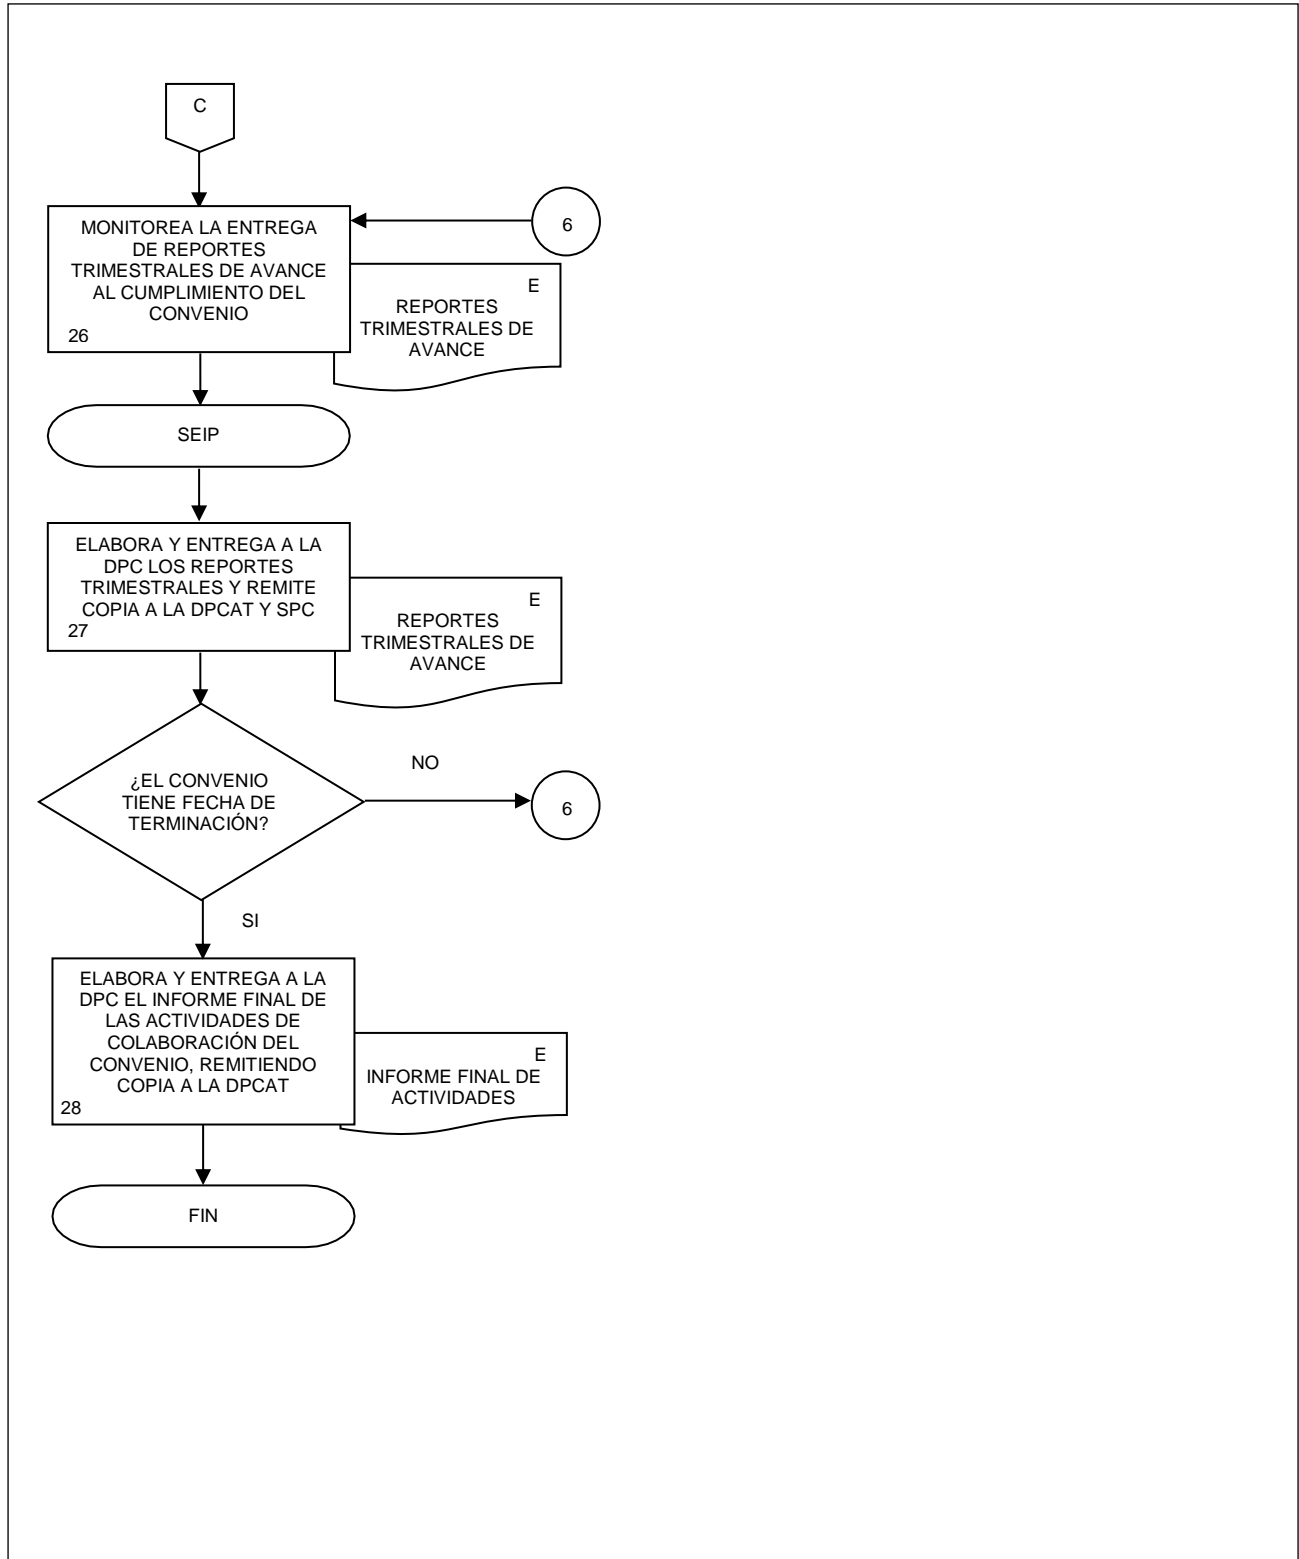 C
6
MONITOREA LA ENTREGA
DE REPORTES
TRIMESTRALES DE AVANCE
AL CUMPLIMIENTO DEL
CONVENIO
26
E
REPORTES
TRIMESTRALES DE
AVANCE
SEIP
ELABORA Y ENTREGA A LA
DPC LOS REPORTES
TRIMESTRALES Y REMITE
COPIA A LA DPCAT Y SPC
27
E
REPORTES
TRIMESTRALES DE
AVANCE
¿EL CONVENIO
TIENE FECHA DE
TERMINACIÓN?
NO
6
SI
ELABORA Y ENTREGA A LA
DPC EL INFORME FINAL DE
LAS ACTIVIDADES DE
COLABORACIÓN DEL
CONVENIO, REMITIENDO
COPIA A LA DPCAT
28
E
INFORME FINAL DE
ACTIVIDADES
FIN